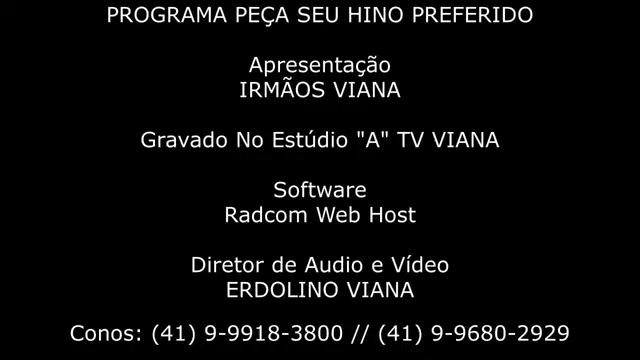 PROGRAMA PEÇA SEU HINO PREFERIDO
Apresentação
IRMÃOS VIANA
Gravado No Estúdio "A" TV VIANA
Software
Radcom Web Host
Diretor de Audio e Vídeo
ERDOLINO VIANA
Conos: (41) 9-9918-3800 // (41) 9-9680-2929